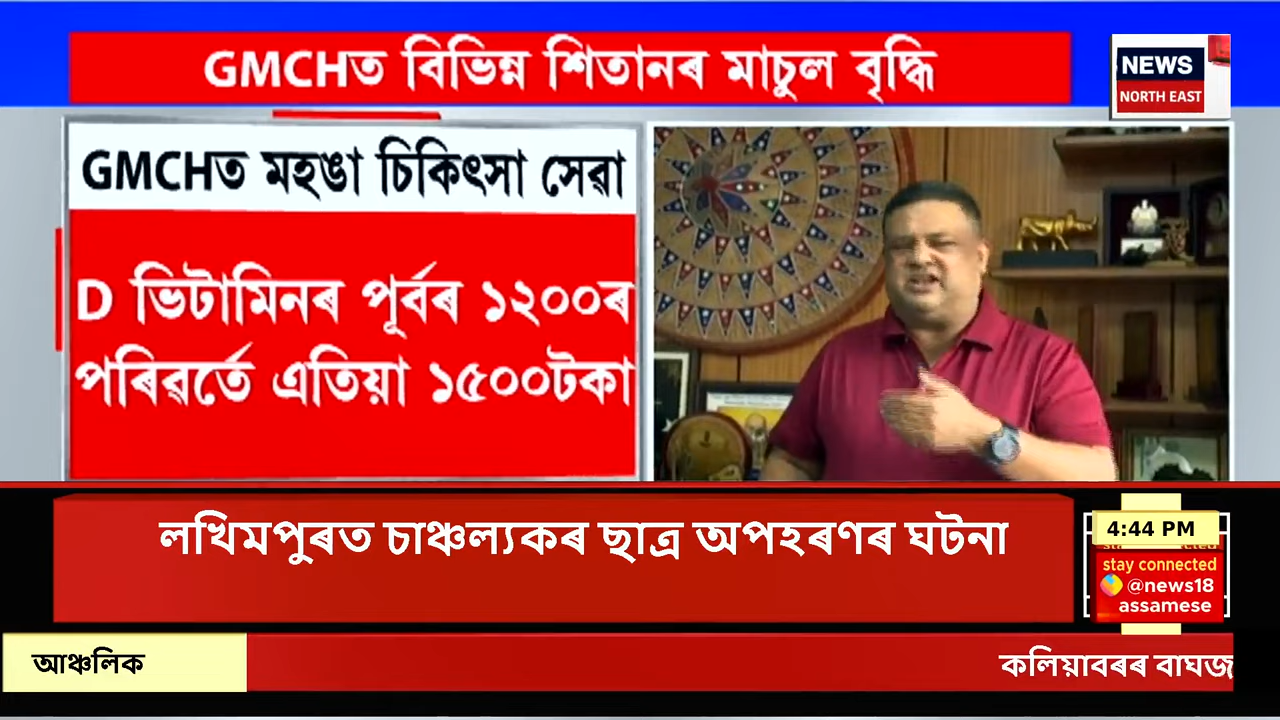 GMCHত বিভিন্ন শিতানৰ মাচুল বৃদ্ধি
NEWS
NORTH EAST
GMCHত মহঙা চিকিৎসা সেৱা
D ভিটামিনৰ পূৰ্বৰ ১২০০ৰ
পৰিৱৰ্তে এতিয়া ১৫০০টকা
লখিমপুৰত চাঞ্চল্যকৰ ছাত্ৰ অপহৰণৰ ঘটনা
4:44 PM
stay connected
@news18
assamese
আঞ্চলিক
কলিয়াবৰৰ